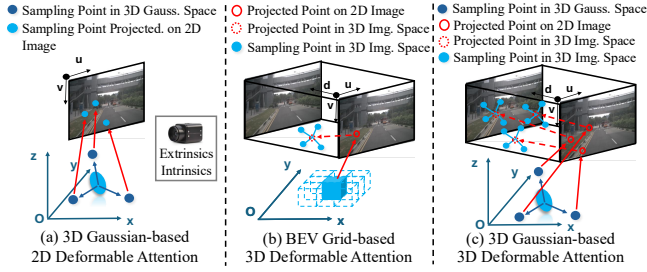 Sampling Point in 3D Gauss. Space
Sampling Point Projected. on 2D
Image
u
v
Extrinsics
Intrinsics
z
y
O
x
(a) 3D Gaussian-based
2D Deformable Attention
Projected Point on 2D Image
Projected Point in 3D Img. Space
Sampling Point in 3D Img. Space
d
u
v
z
y
O
x
(b) BEV Grid-based
3D Deformable Attention
Sampling Point in 3D Gauss. Space
Projected Point on 2D Image
Projected Point in 3D Img. Space
Sampling Point in 3D Img. Space
d
u
v
z
y
O
x
(c) 3D Gaussian-based
3D Deformable Attention